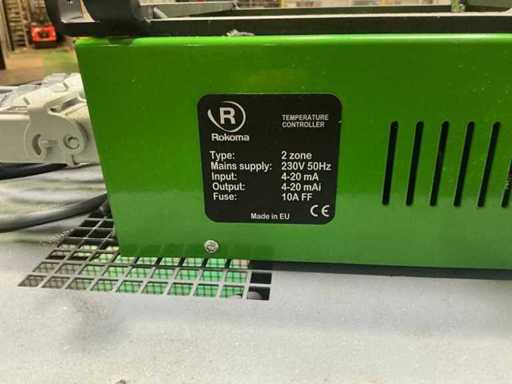 R
Rokoma
TEMPERATURE
CONTROLLER
Type: 2 zone
Mains supply: 230V 50Hz
Input: 4-20 mA
Output: 4-20 mAi
Fuse: 10A FF
Made in EU CE